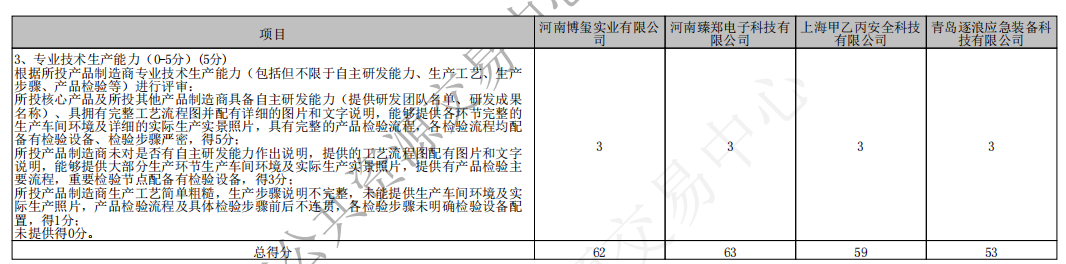 项目
河南博玺实业有限公
司
河南臻郑电子科技有
限公司
上海甲乙丙安全科技
有限公司
青岛逐浪应急装备科
技有限公司
3、专业技术生产能力（0-5分）(5分)
根据所投产品制造商专业技术生产能力（包括但不限于自主研发能力、生产工艺、生产
步骤、产品检验等）进行评审；
所投核心产品及所投其他产品制造商具备自主研发能力（提供研发团队名单、研发成果
名称）、具拥有完整工艺流程图并配有详细的图片和文字说明，能够提供各环节完整的
生产车间环境及详细的实际生产实景照片，具有完整的产品检验流程，各检验流程均配
备有检验设备、检验步骤严密，得5分；
所投产品制造商未对是否有自主研发能力作出说明，提供的工艺流程图配有图片和文字
说明，能够提供大部分生产环节生产车间环境及实际生产实景照片，提供有产品检验主
要流程，重要检验节点配备有检验设备，得3分；
所投产品制造商生产工艺简单粗糙，生产步骤说明不完整，未能提供生产车间环境及实
际生产照片，产品检验流程及具体检验步骤前后不连贯，各检验步骤未明确检验设备配
置，得1分；
未提供得0分。
3
3
3
3
总得分
62
63
59
53
公共资源交易中心
交易中心